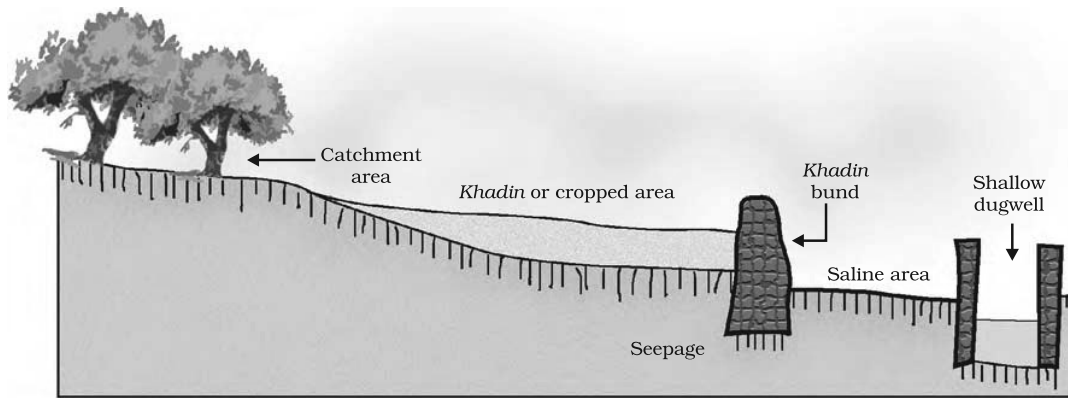 Catchment
area
Khadin or cropped area
Khadin
bund
Shallow
dugwell
Saline area
Seepage